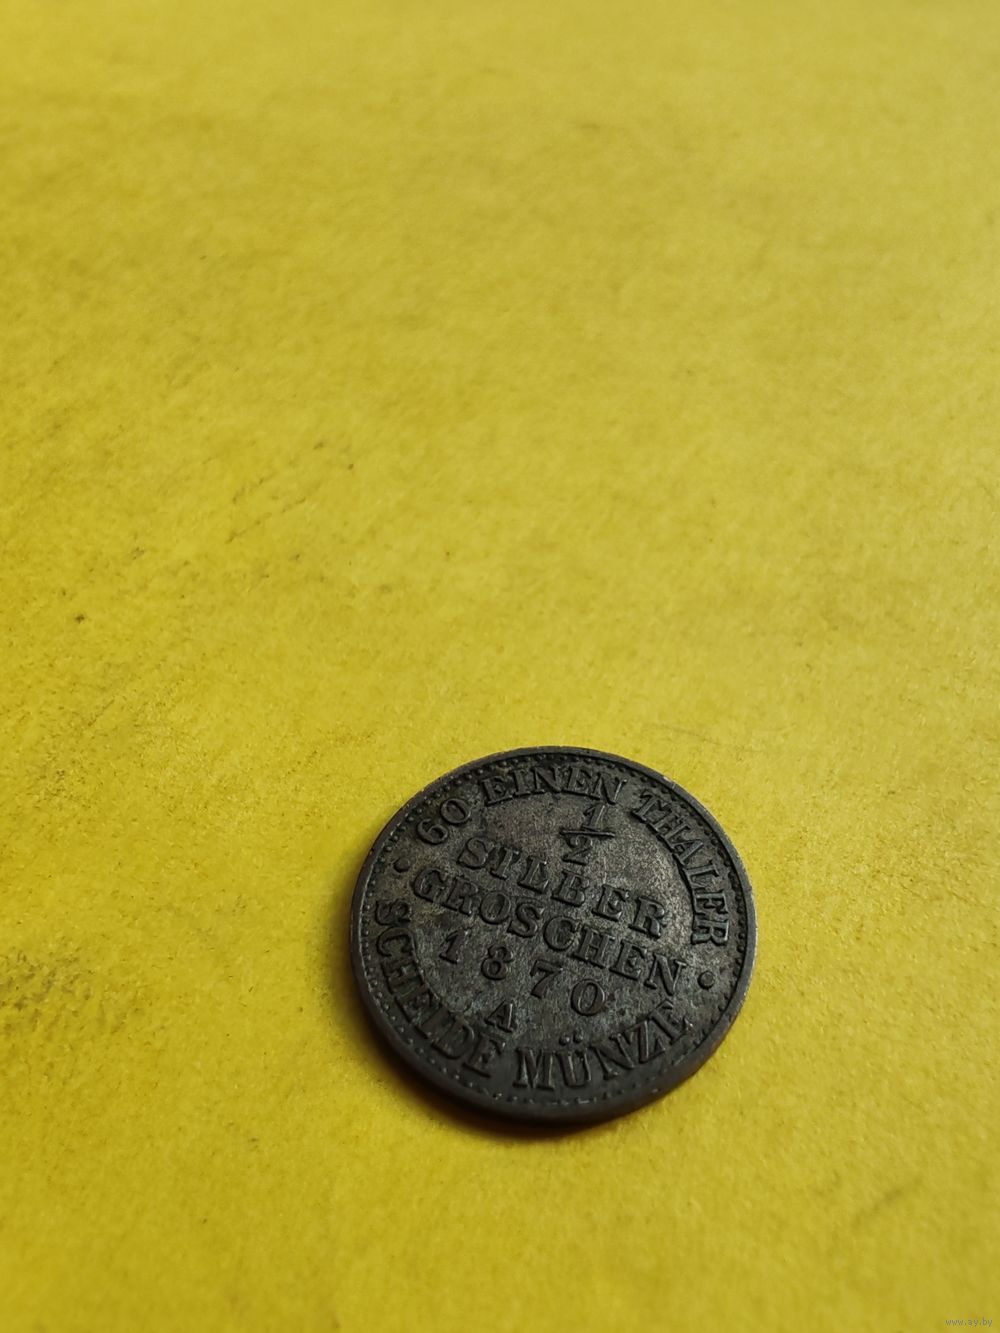 60 EINEN THALER
1/2
SILBER
GROSCHEN
1870
A
SCHEIDE MÜNZE
www.ay.by